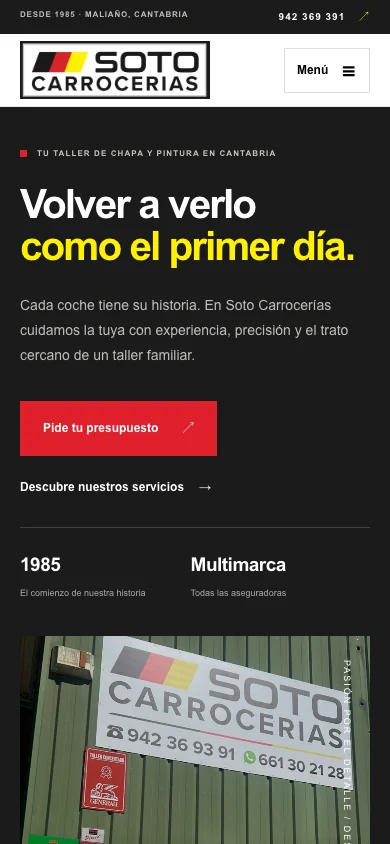 DESDE 1985 · MALIAÑO, CANTABRIA
942 369 391 ↗
SOTO
CARROCERIAS
Menú ☰
TU TALLER DE CHAPA Y PINTURA EN CANTABRIA
Volver a verlo
como el primer día.
Cada coche tiene su historia. En Soto Carrocerías
cuidamos la tuya con experiencia, precisión y el trato
cercano de un taller familiar.
Pide tu presupuesto ↗
Descubre nuestros servicios →
1985
El comienzo de nuestra historia
Multimarca
Todas las aseguradoras
SOTO
CARROCERIAS
942 36 93 91
661 30 21 28
GENERALI
PASIÓN POR EL DETALLE / DES